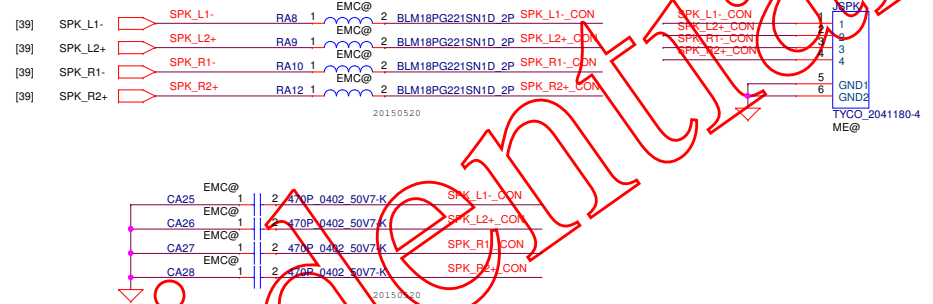 JSPK
[39] SPK_L1- SPK_L1- RA8 1 EMC@ 2 BLM18PG221SN1D_2P SPK_L1-_CON SPK_L1-_CON 1 1
[39] SPK_L2+ SPK_L2+ RA9 1 EMC@ 2 BLM18PG221SN1D_2P SPK_L2+_CON SPK_L2+_CON 2 2
[39] SPK_R1- SPK_R1- RA10 1 EMC@ 2 BLM18PG221SN1D_2P SPK_R1-_CON SPK_R1-_CON 3 3
[39] SPK_R2+ SPK_R2+ RA12 1 EMC@ 2 BLM18PG221SN1D_2P SPK_R2+_CON SPK_R2+_CON 4 4
5 GND1
6 GND2
20150520
TYCO_2041180-4
ME@
CA25 EMC@ 1 2 470P_0402_50V7-K SPK_L1-_CON
CA26 EMC@ 1 2 470P_0402_50V7-K SPK_L2+_CON
CA27 EMC@ 1 2 470P_0402_50V7-K SPK_R1-_CON
CA28 EMC@ 1 2 470P_0402_50V7-K SPK_R2+_CON
20150520